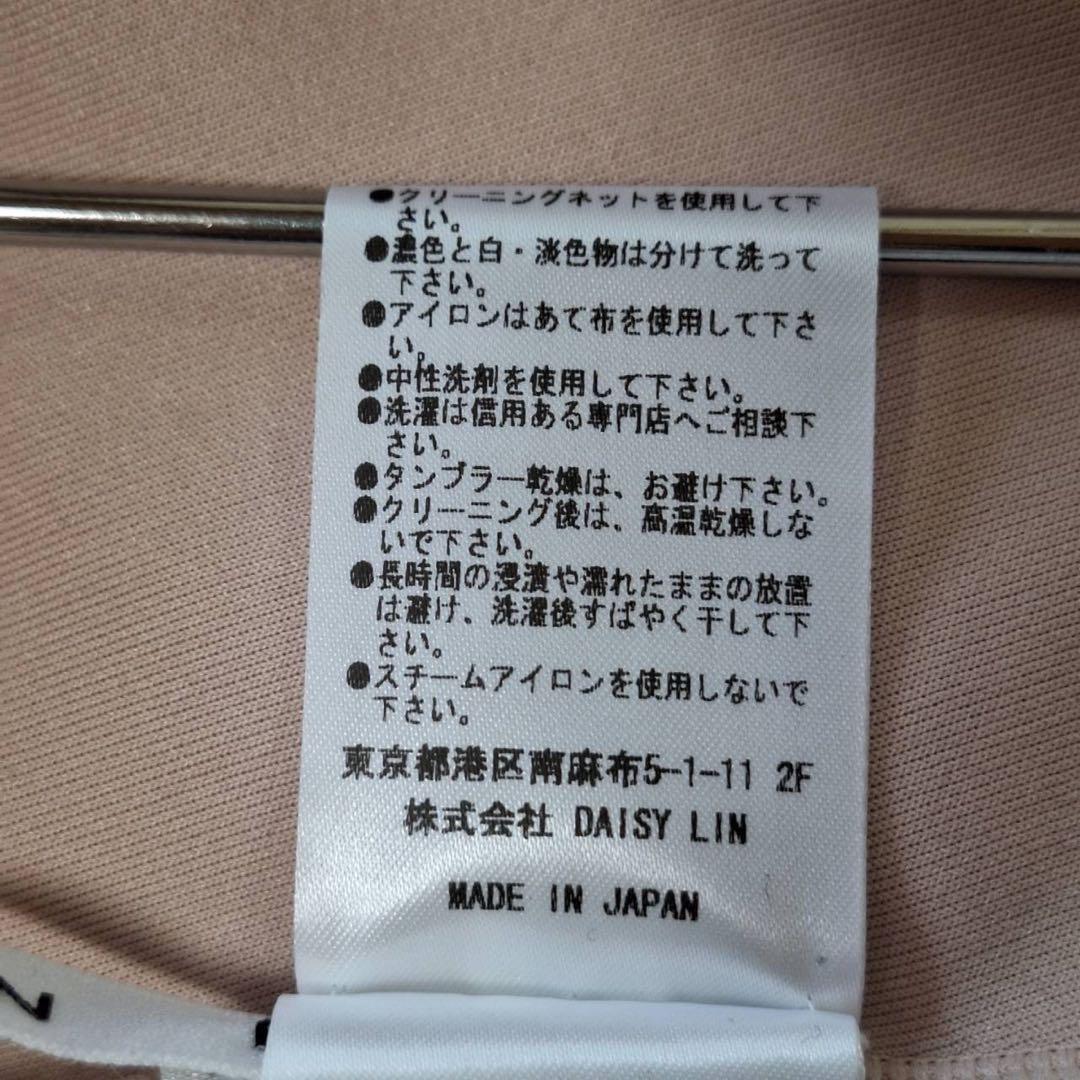 ●クリーニングネットを使用して下
さい。
●濃色と白・淡色物は分けて洗って
下さい。
●アイロンはあて布を使用して下さ
い。
●中性洗剤を使用して下さい。
●洗濯は信用ある専門店へご相談下
さい。
●タンブラー乾燥は、お避け下さい。
●クリーニング後は、高温乾燥しな
いで下さい。
●長時間の浸漬や濡れたままの放置
は避け、洗濯後すばやく干して下
さい。
●スチームアイロンを使用しないで
下さい。
東京都港区南麻布5-1-11 2F
株式会社 DAISY LIN
MADE IN JAPAN